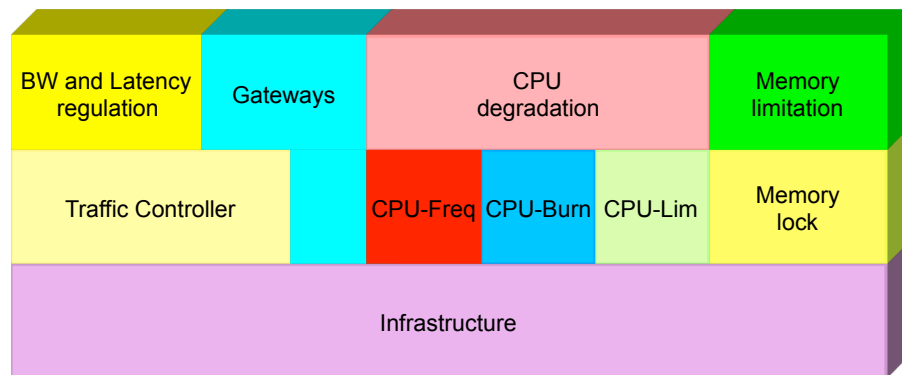 BW and Latency
regulation
Gateways
CPU
degradation
Memory
limitation
Traffic Controller
CPU-Freq
CPU-Burn
CPU-Lim
Memory
lock
Infrastructure